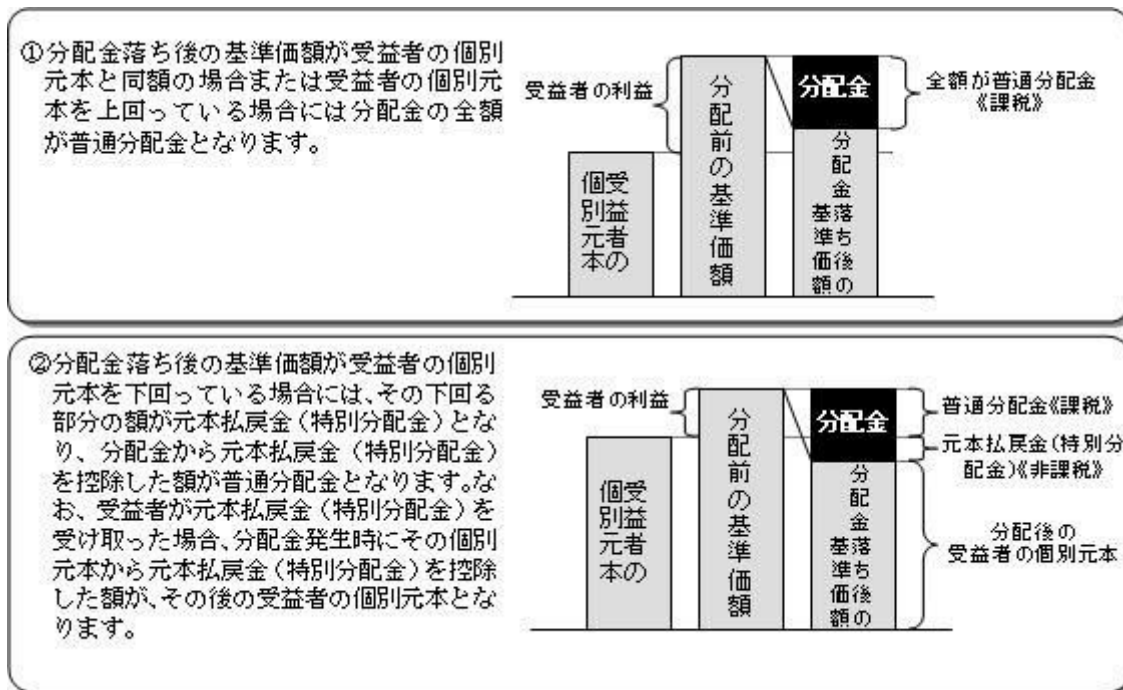 ①分配金落ち後の基準価額が受益者の個別
元本と同額の場合または受益者の個別元
本を上回っている場合には分配金の全額
が普通分配金となります。
受益者の利益
受益者の
個別元本
分配前の基準価額
分配金
分配金落ち後の
基準価額
全額が普通分配金
《課税》
②分配金落ち後の基準価額が受益者の個別
元本を下回っている場合には、その下回る
部分の額が元本払戻金(特別分配金)とな
り、分配金から元本払戻金(特別分配金)
を控除した額が普通分配金となります。な
お、受益者が元本払戻金(特別分配金)を
受け取った場合、分配金発生時にその個別
元本から元本払戻金(特別分配金)を控除
した額が、その後の受益者の個別元本とな
ります。
受益者の利益
受益者の
個別元本
分配前の基準価額
分配金
分配金落ち後の
基準価額
普通分配金《課税》
元本払戻金(特別分
配金)《非課税》
分配後の
受益者の個別元本